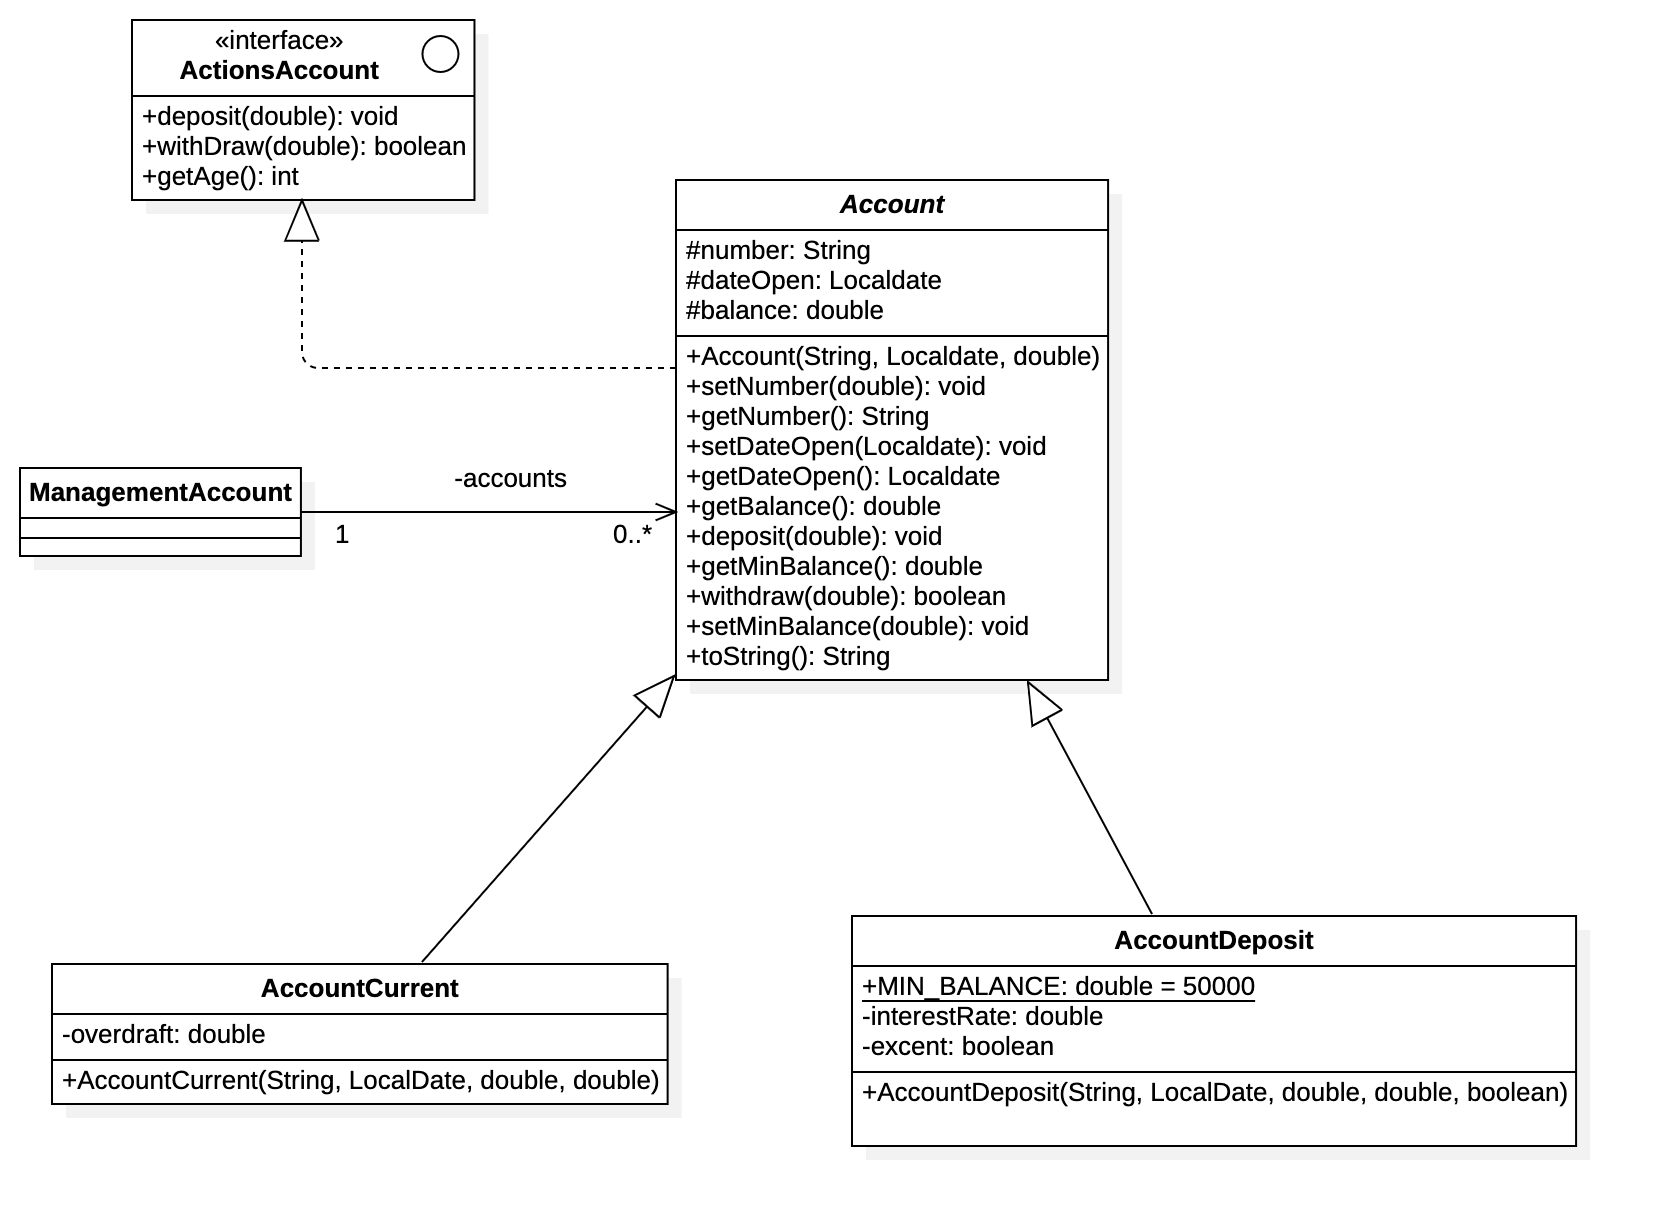 «interface»
ActionsAccount
+deposit(double): void
+withDraw(double): boolean
+getAge(): int
Account
#number: String
#dateOpen: Localdate
#balance: double
+Account(String, Localdate, double)
+setNumber(double): void
+getNumber(): String
+setDateOpen(Localdate): void
+getDateOpen(): Localdate
+getBalance(): double
+deposit(double): void
+getMinBalance(): double
+withdraw(double): boolean
+setMinBalance(double): void
+toString(): String
ManagementAccount
-accounts
1
0..*
AccountCurrent
-overdraft: double
+AccountCurrent(String, LocalDate, double, double)
AccountDeposit
+MIN_BALANCE: double = 50000
-interestRate: double
-excent: boolean
+AccountDeposit(String, LocalDate, double, double, boolean)